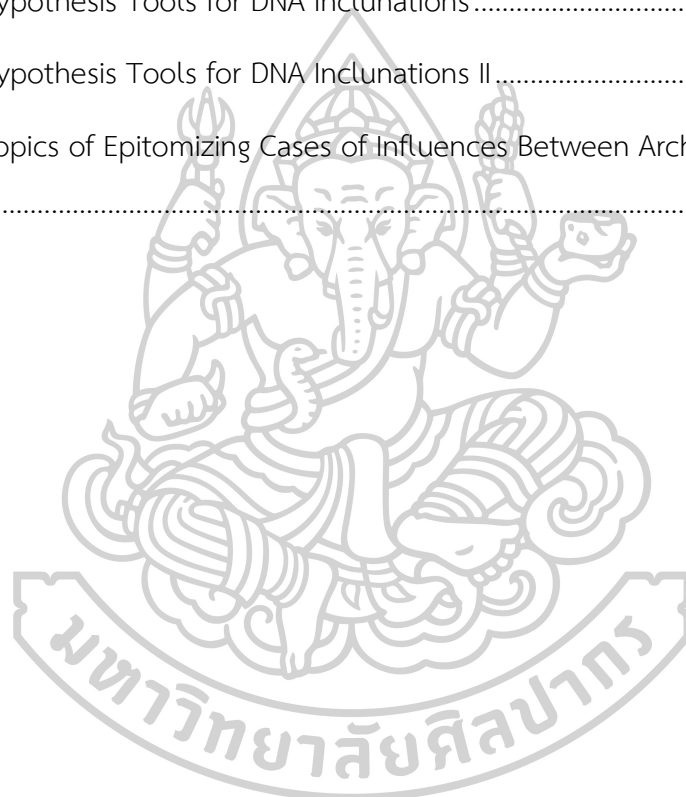 ypothesis Tools for DNA Inclunations
ypothesis Tools for DNA Inclunations II
opics of Epitomizing Cases of Influences Between Arch
มหาวิทยาลัยศิลปากร